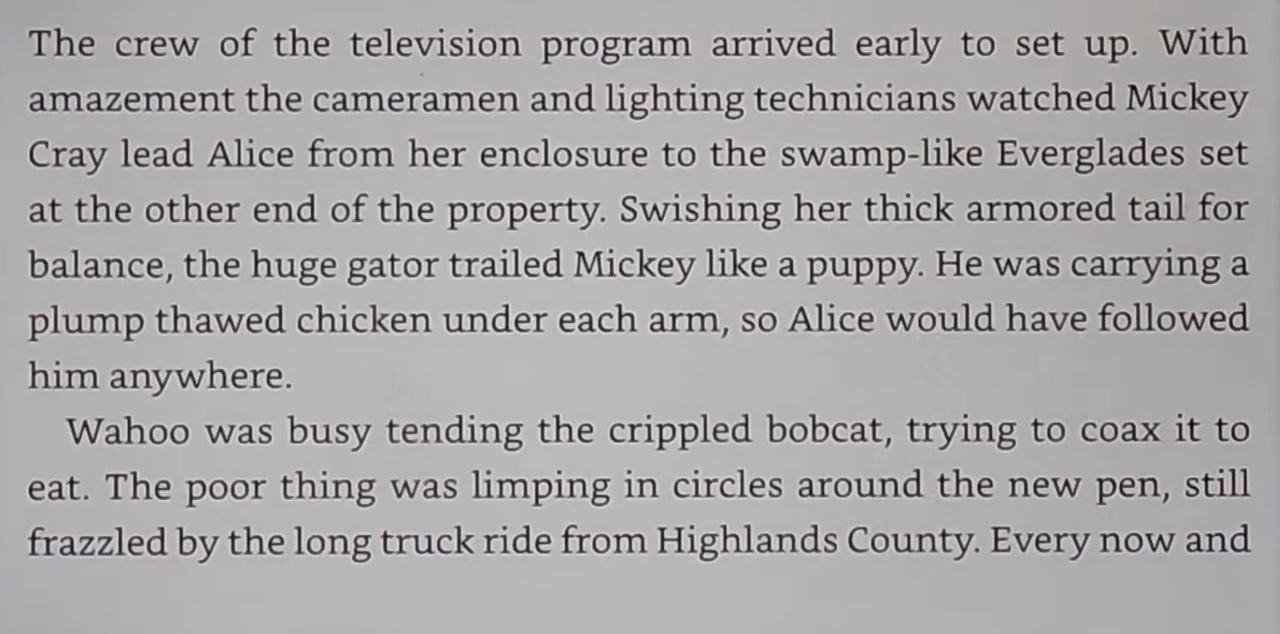 The crew of the television program arrived early to set up. With
amazement the cameramen and lighting technicians watched Mickey
Cray lead Alice from her enclosure to the swamp-like Everglades set
at the other end of the property. Swishing her thick armored tail for
balance, the huge gator trailed Mickey like a puppy. He was carrying a
plump thawed chicken under each arm, so Alice would have followed
him anywhere.
Wahoo was busy tending the crippled bobcat, trying to coax it to
eat. The poor thing was limping in circles around the new pen, still
frazzled by the long truck ride from Highlands County. Every now and